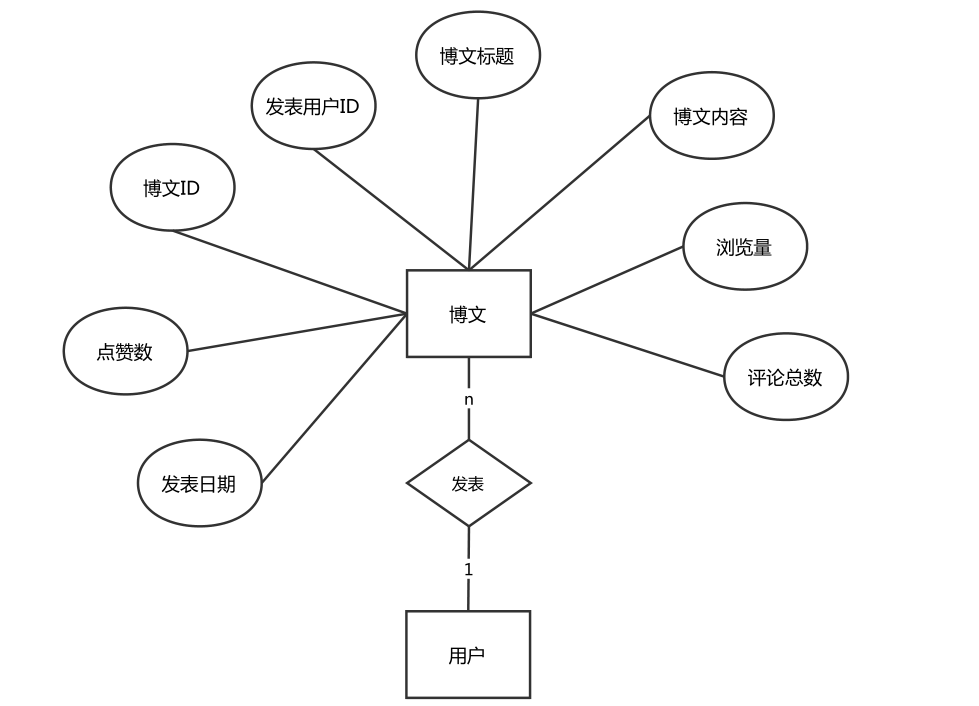 博文标题
发表用户ID
博文内容
博文ID
浏览量
博文
点赞数
评论总数
n
发表日期
发表
1
用户